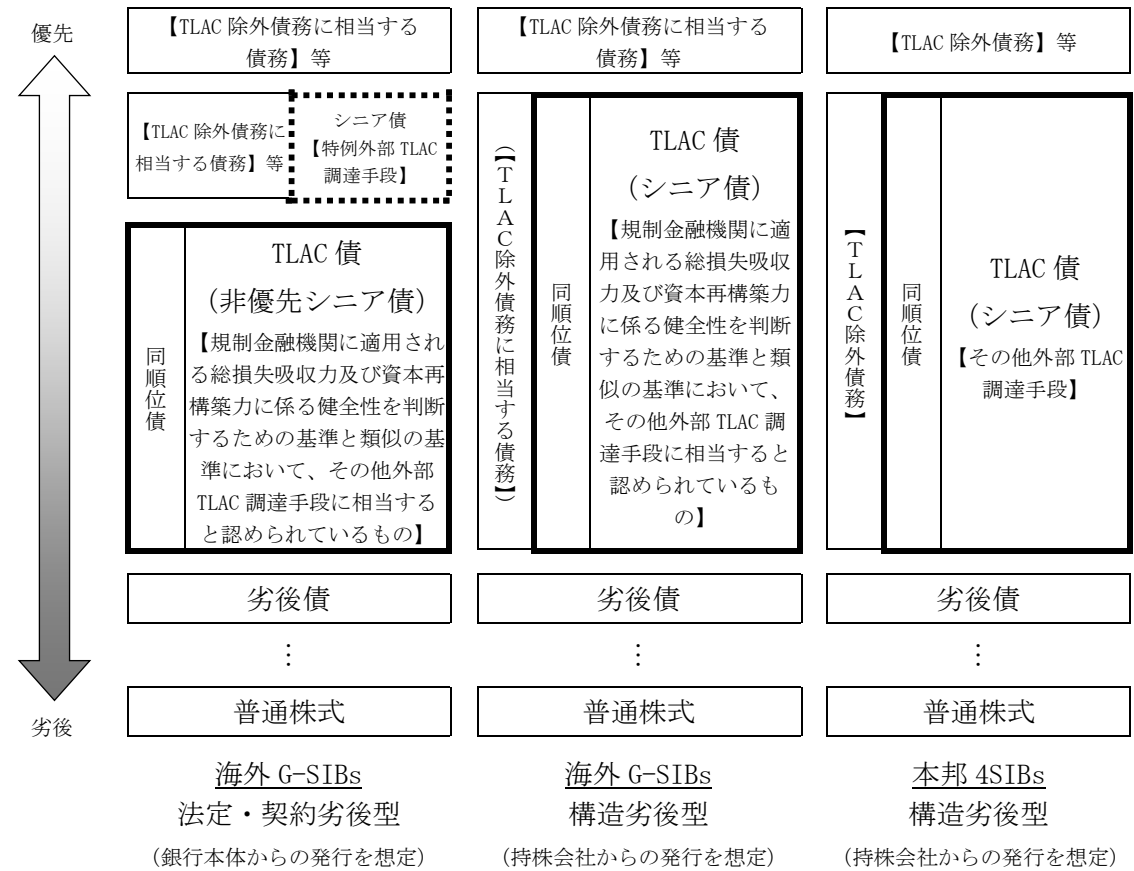 優先
劣後
【TLAC 除外債務に相当する
債務】等
【TLAC 除外債務に
相当する債務】等
シニア債
【特例外部 TLAC
調達手段】
同順位債
TLAC 債
（非優先シニア債）
【規制金融機関に適用され
る総損失吸収力及び資本再
構築力に係る健全性を判断
するための基準と類似の基
準において、その他外部
TLAC 調達手段に相当する
と認められているもの】
劣後債
⋮
普通株式
海外 G-SIBs
法定・契約劣後型
（銀行本体からの発行を想定）
【TLAC 除外債務に相当する
債務】等
（【TLAC除外債務に相当する債務】）
同順位債
TLAC 債
（シニア債）
【規制金融機関に適
用される総損失吸収
力及び資本再構築力
に係る健全性を判断
するための基準と類
似の基準において、
その他外部 TLAC 調
達手段に相当すると
認められているも
の】
劣後債
⋮
普通株式
海外 G-SIBs
構造劣後型
（持株会社からの発行を想定）
【TLAC 除外債務】等
【TLAC除外債務】
同順位債
TLAC 債
（シニア債）
【その他外部 TLAC
調達手段】
劣後債
⋮
普通株式
本邦 4SIBs
構造劣後型
（持株会社からの発行を想定）